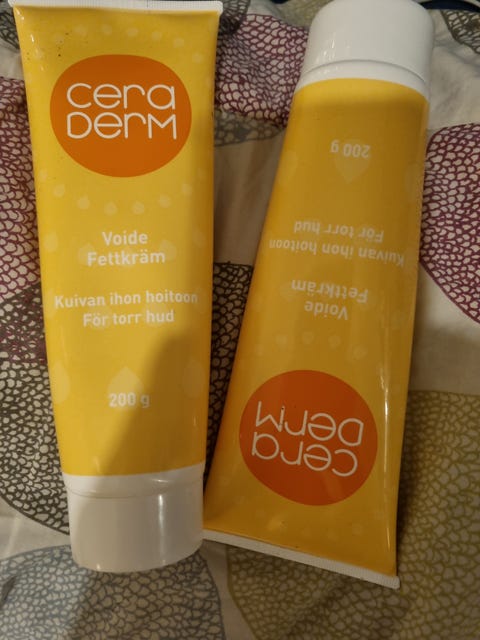 cera
Derm
Voide
Fettkräm
Kuivan ihon hoitoon
För torr hud
200 g
cera
Derm
Voide
Fettkräm
Kuivan ihon hoitoon
För torr hud
200 g